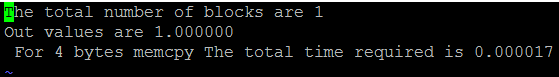 The total number of blocks are 1
Out values are 1.000000
 For 4 bytes memcpy The total time required is 0.000017
~